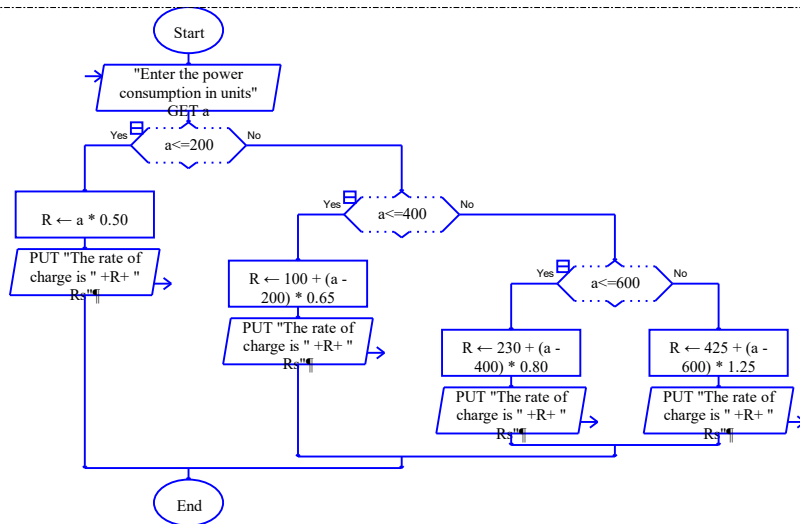 Start
"Enter the power
consumption in units"
GET a
Yes
No
a<=200
R ← a * 0.50
PUT "The rate of
charge is " +R+ "
Rs"¶
Yes
No
a<=400
R ← 100 + (a -
200) * 0.65
PUT "The rate of
charge is " +R+ "
Rs"¶
Yes
No
a<=600
R ← 230 + (a -
400) * 0.80
PUT "The rate of
charge is " +R+ "
Rs"¶
R ← 425 + (a -
600) * 1.25
PUT "The rate of
charge is " +R+ "
Rs"¶
End